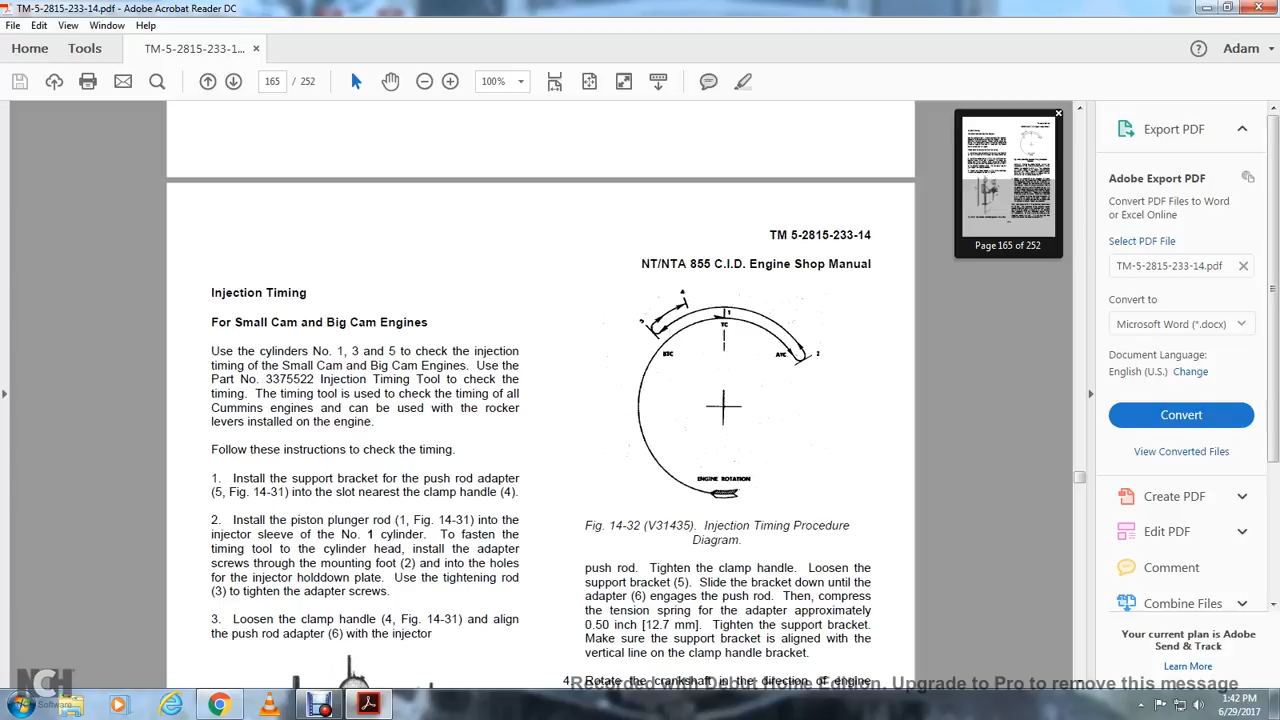 TM-5-2815-233-14.pdf - Adobe Acrobat Reader DC
File Edit View Window Help
Home Tools TM-5-2815-233-1... × Adam
165 / 252 100%
TM 5-2815-233-14
NT/NTA 855 C.I.D. Engine Shop Manual
Injection Timing
For Small Cam and Big Cam Engines
Use the cylinders No. 1, 3 and 5 to check the injection
timing of the Small Cam and Big Cam Engines. Use the
Part No. 3375522 Injection Timing Tool to check the
timing. The timing tool is used to check the timing of all
Cummins engines and can be used with the rocker
levers installed on the engine.
Follow these instructions to check the timing.
1. Install the support bracket for the push rod adapter
(5, Fig. 14-31) into the slot nearest the clamp handle (4).
2. Install the piston plunger rod (1, Fig. 14-31) into the
injector sleeve of the No. 1 cylinder. To fasten the
timing tool to the cylinder head, install the adapter
screws through the mounting foot (2) and into the holes
for the injector holddown plate. Use the tightening rod
(3) to tighten the adapter screws.
3. Loosen the clamp handle (4, Fig. 14-31) and align
the push rod adapter (6) with the injector
4
3
1
TC
BTC
ATC
2
ENGINE ROTATION
Fig. 14-32 (V31435). Injection Timing Procedure
Diagram.
push rod. Tighten the clamp handle. Loosen the
support bracket (5). Slide the bracket down until the
adapter (6) engages the push rod. Then, compress
the tension spring for the adapter approximately
0.50 inch [12.7 mm]. Tighten the support bracket.
Make sure the support bracket is aligned with the
vertical line on the clamp handle bracket.
4. Rotate the crankshaft in the direction of engine
Page 165 of 252
Export PDF
Adobe Export PDF
Convert PDF Files to Word
or Excel Online
Select PDF File
TM-5-2815-233-14.pdf
Convert to
Microsoft Word (*.docx)
Document Language:
English (U.S.) Change
Convert
View Converted Files
Create PDF
Edit PDF
Comment
Combine Files
Your current plan is Adobe
Send & Track
Learn More
NCH
Software
Recorded with Debut Home Edition. Upgrade to Pro to remove this message
1:42 PM
6/29/2017